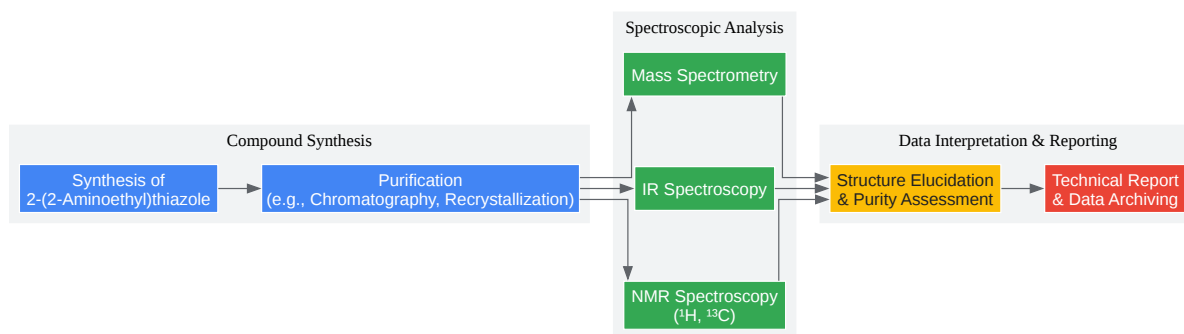 Compound Synthesis
Synthesis of
2-(2-Aminoethyl)thiazole
Purification
(e.g., Chromatography, Recrystallization)
Spectroscopic Analysis
Mass Spectrometry
IR Spectroscopy
NMR Spectroscopy
(¹H, ¹³C)
Data Interpretation & Reporting
Structure Elucidation
& Purity Assessment
Technical Report
& Data Archiving